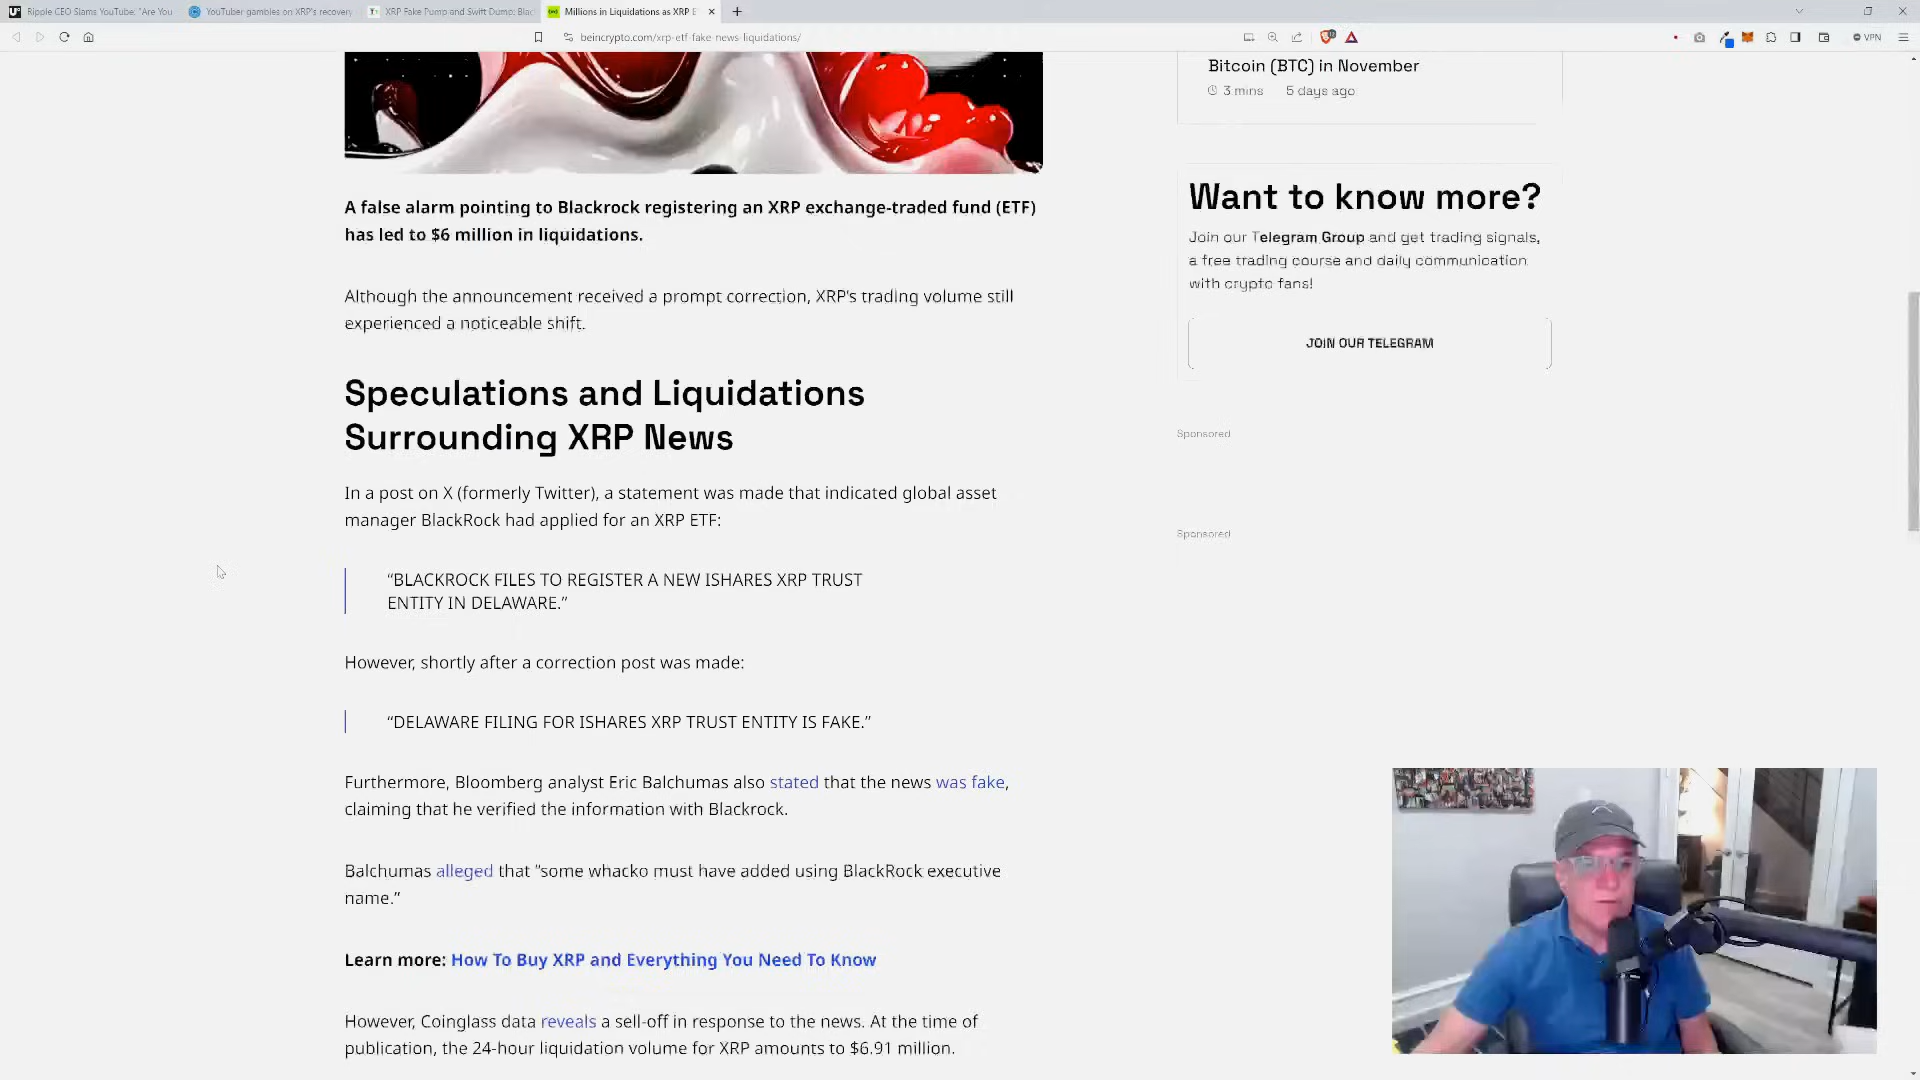 Ripple CEO Slams YouTube: "Are You
YouTuber gambles on XRP's recovery
XRP Fake Pump and Swift Dump: Blac
Millions in Liquidations as XRP E
beincrypto.com/xrp-etf-fake-news-liquidations/
VPN
Bitcoin (BTC) in November
3 mins 5 days ago
A false alarm pointing to Blackrock registering an XRP exchange-traded fund (ETF)
has led to $6 million in liquidations.
Although the announcement received a prompt correction, XRP's trading volume still
experienced a noticeable shift.
Speculations and Liquidations
Surrounding XRP News
In a post on X (formerly Twitter), a statement was made that indicated global asset
manager BlackRock had applied for an XRP ETF:
“BLACKROCK FILES TO REGISTER A NEW ISHARES XRP TRUST
ENTITY IN DELAWARE.”
However, shortly after a correction post was made:
“DELAWARE FILING FOR ISHARES XRP TRUST ENTITY IS FAKE.”
Furthermore, Bloomberg analyst Eric Balchumas also stated that the news was fake,
claiming that he verified the information with Blackrock.
Balchumas alleged that “some whacko must have added using BlackRock executive
name.”
Learn more: How To Buy XRP and Everything You Need To Know
However, Coinglass data reveals a sell-off in response to the news. At the time of
publication, the 24-hour liquidation volume for XRP amounts to $6.91 million.
Want to know more?
Join our Telegram Group and get trading signals,
a free trading course and daily communication
with crypto fans!
JOIN OUR TELEGRAM
Sponsored
Sponsored